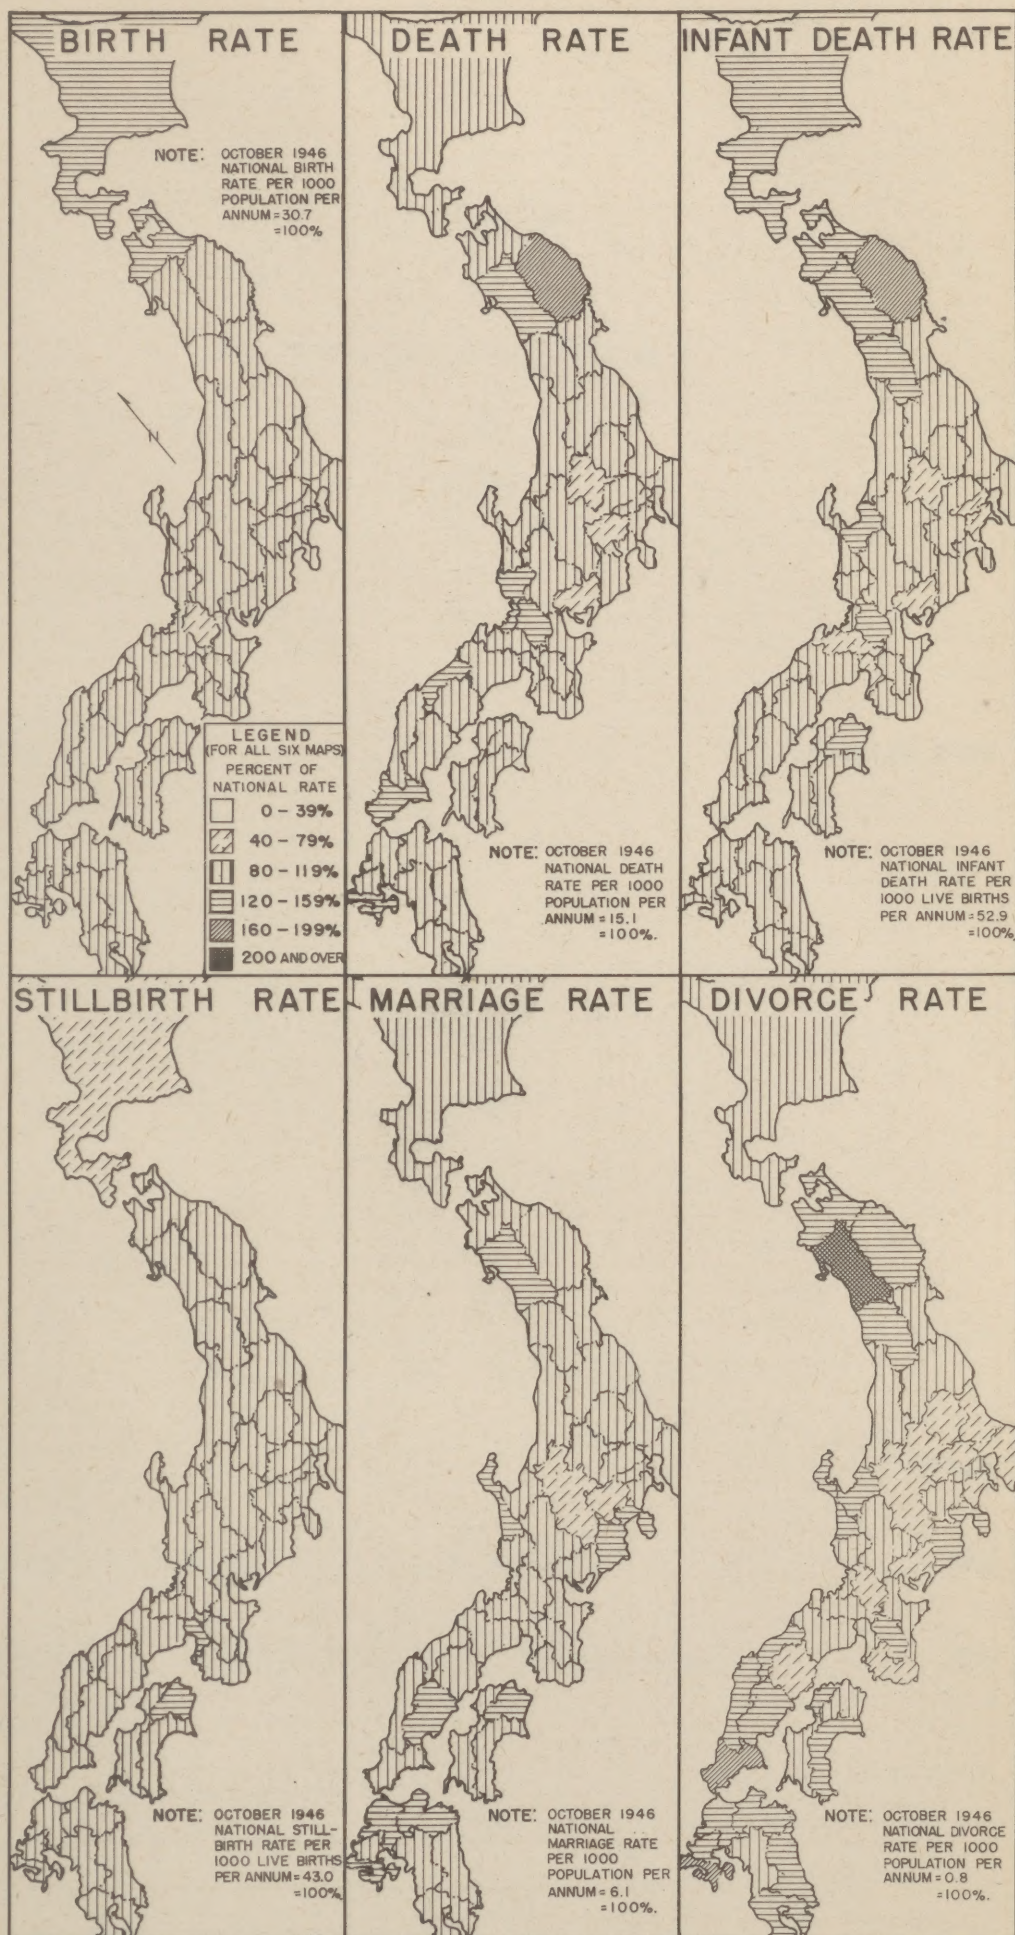 BIRTH RATE
NOTE: OCTOBER 1946
NATIONAL BIRTH
RATE PER 1000
POPULATION PER
ANNUM = 30.7
= 100%
N
LEGEND
(FOR ALL SIX MAPS)
PERCENT OF
NATIONAL RATE
0 - 39%
40 - 79%
80 - 119%
120 - 159%
160 - 199%
200 AND OVER
DEATH RATE
NOTE: OCTOBER 1946
NATIONAL DEATH
RATE PER 1000
POPULATION PER
ANNUM = 15.1
= 100%.
INFANT DEATH RATE
NOTE: OCTOBER 1946
NATIONAL INFANT
DEATH RATE PER
1000 LIVE BIRTHS
PER ANNUM = 52.9
= 100%
STILLBIRTH RATE
NOTE: OCTOBER 1946
NATIONAL STILL-
BIRTH RATE PER
1000 LIVE BIRTHS
PER ANNUM = 43.0
= 100%
MARRIAGE RATE
NOTE: OCTOBER 1946
NATIONAL
MARRIAGE RATE
PER 1000
POPULATION PER
ANNUM = 6.1
= 100%.
DIVORCE RATE
NOTE: OCTOBER 1946
NATIONAL DIVORCE
RATE PER 1000
POPULATION PER
ANNUM = 0.8
= 100%.